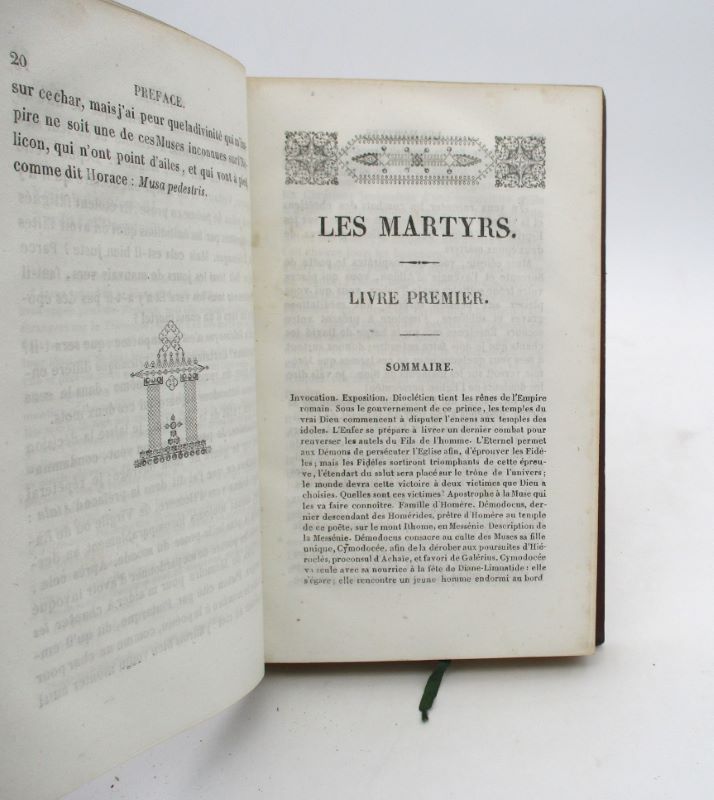 20
PREFACE.
sur ce char, mais j'ai peur que la divinité qui m'ins
pire ne soit une de ces Muses inconnues sur l'
licon, qui n'ont point d'ailes, et qui vont à pied,
comme dit Horace : Musa pedestris.
LES MARTYRS.
LIVRE PREMIER.
SOMMAIRE.
Invocation. Exposition. Dioclétien tient les rênes de l'Empire
romain. Sous le gouvernement de ce prince, les temples du
vrai Dieu commencent à disputer l'encens aux temples des
idoles. L'Enfer se prépare à livrer un dernier combat pour
renverser les autels du Fils de l'homme. L'Eternel permet
aux Démons de persécuter l'Eglise afin, d'éprouver les Fidé-
les ; mais les Fidéles sortiront triomphants de cette épreu-
ve, l'étendart du salut sera placé sur le trône de l'univers ;
le monde devra cette victoire à deux victimes que Dieu a
choisies. Quelles sont ces victimes? Apostrophe à la Muse qui
les va faire connoître. Famille d'Homére. Démodocus, der-
nier descendant des Homérides, prêtre d'Homére au temple
de ce poëte, sur le mont Ithome, en Messénie Description de
la Messénie. Démodocus consacre au culte des Muses sa fille
unique, Cymodocée, afin de la dérober aux poursuites d'Hié-
roclés, proconsul d'Achaïe, et favori de Galérius. Cymodocée
va seule avec sa nourrice à la fête de Diane-Limnatide : elle
s'égare ; elle rencontre un jeune homme endormi au bord